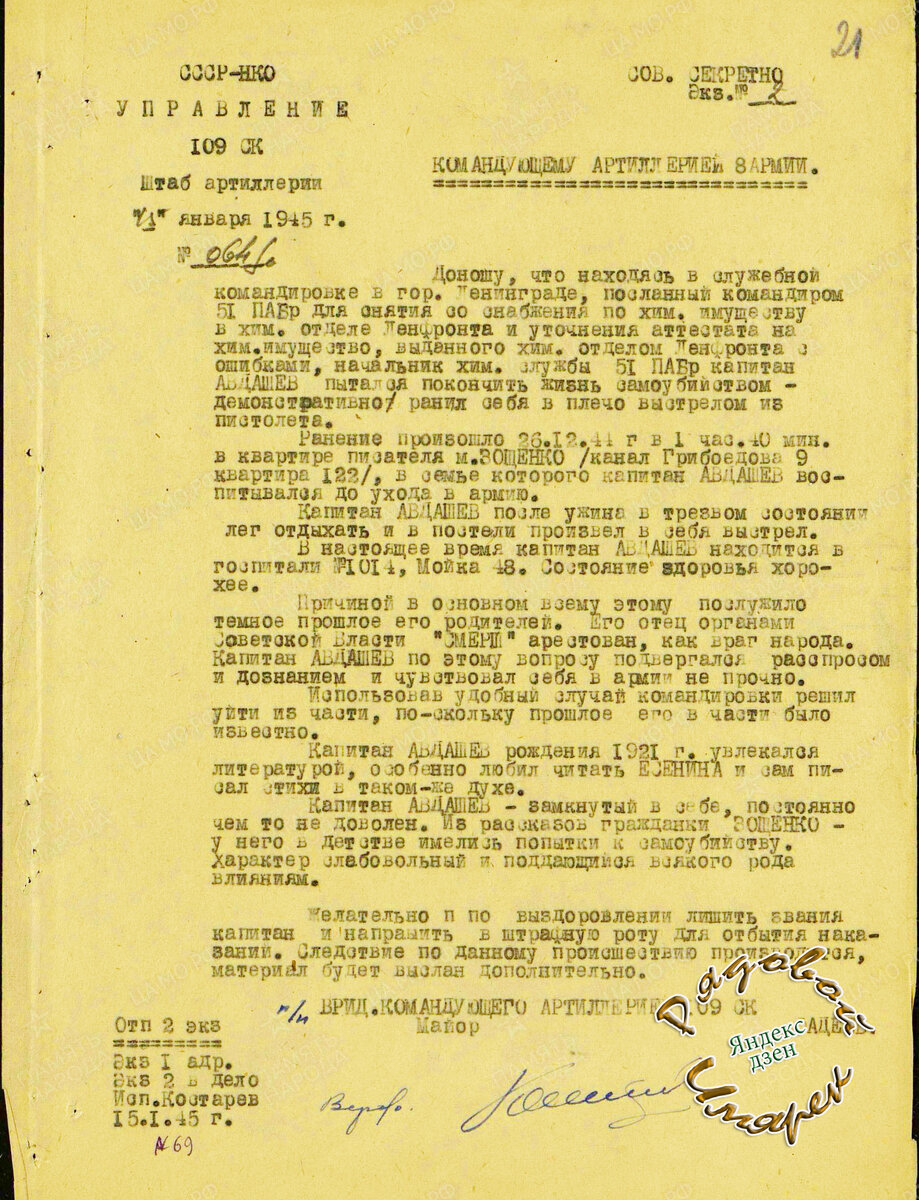 21
СССР-НКО
УПРАВЛЕНИЕ
109 СК
Штаб артиллерии
января 1945 г.
№ 064/с.
СОВ. СЕКРЕТНО
Экз.№ 2
КОМАНДУЮЩЕМУ АРТИЛЛЕРИЕЙ 8 АРМИИ.
Доношу, что находясь в служебной
командировке в гор. Ленинграде, посланный командиром
51 ПАБр для снятия со снабжения по хим. имуществу
в хим. отделе Ленфронта и уточнения аттестата на
хим.имущество, выданного хим. отделом Ленфронта с
ошибками, начальник хим. службы 51 ПАБр капитан
АВДАШЕВ пытался покончить жизнь самоубийством -
демонстративно/ ранил себя в плечо выстрелом из
пистолета.
Ранение произошло 26.12.44 г в 1 час.40 мин.
в квартире писателя м.ЗОЩЕНКО /канал Грибоедова 9
квартира 122/, в семье которого капитан АВДАШЕВ вос-
питывался до ухода в армию.
Капитан АВДАШЕВ после ужина в трезвом состоянии
лег отдыхать и в постели произвел в себя выстрел.
В настоящее время капитан АВДАШЕВ находится в
госпитали №1014, Мойка 48. Состояние здоровья хоро-
хее.
Причиной в основном всему этому послужило
темное прошлое его родителей. Его отец органами
Советской Власти "СМЕРШ" арестован, как враг народа.
Капитан АВДАШЕВ по этому вопросу подвергался расспросом
и дознанием и чувствовал себя в армии не прочно.
Использовав удобный случай командировки решил
уйти из части, по-скольку прошлое его в части было
известно.
Капитан АВДАШЕВ рождения 1921 г. увлекался
литературой, особенно любил читать ЕСЕНИНА и сам пи-
сал стихи в таком-же духе.
Капитан АВДАШЕВ - замкнутый в себе, постоянно
чем то не доволен. Из рассказов гражданки ЗОЩЕНКО -
у него в детстве имелись попытки к самоубийству.
Характер слабовольный и поддающийся всякого рода
влияниям.
Желательно п по выздоровлении лишить звания
капитан и направить в штрафную роту для отбытия нака-
заний. Следствие по данному происшествию производится,
материал будет выслан дополнительно.
п/п ВРИД.КОМАНДУЮЩЕГО АРТИЛЛЕРИЕЙ 109 СК
Майор
Отп 2 экз
Экз 1 адр.
Экз 2 в дело
Исп.Костарев
15.1.45 г.
№69
Верно.
Рядовой
Яндекс
дзен
Имярек